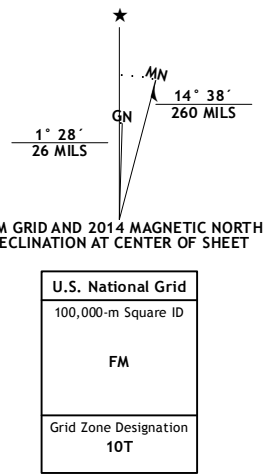 MN
GN
14° 38´
260 MILS
1° 28´
26 MILS
M GRID AND 2014 MAGNETIC NORTH
ECLINATION AT CENTER OF SHEET
U.S. National Grid
100,000-m Square ID
FM
Grid Zone Designation
10T